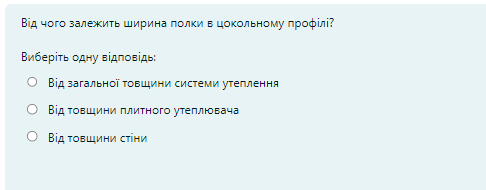 Від чого залежить ширина полки в цокольному профілі?
Виберіть одну відповідь:
Від загальної товщини системи утеплення
Від товщини плитного утеплювача
Від товщини стіни